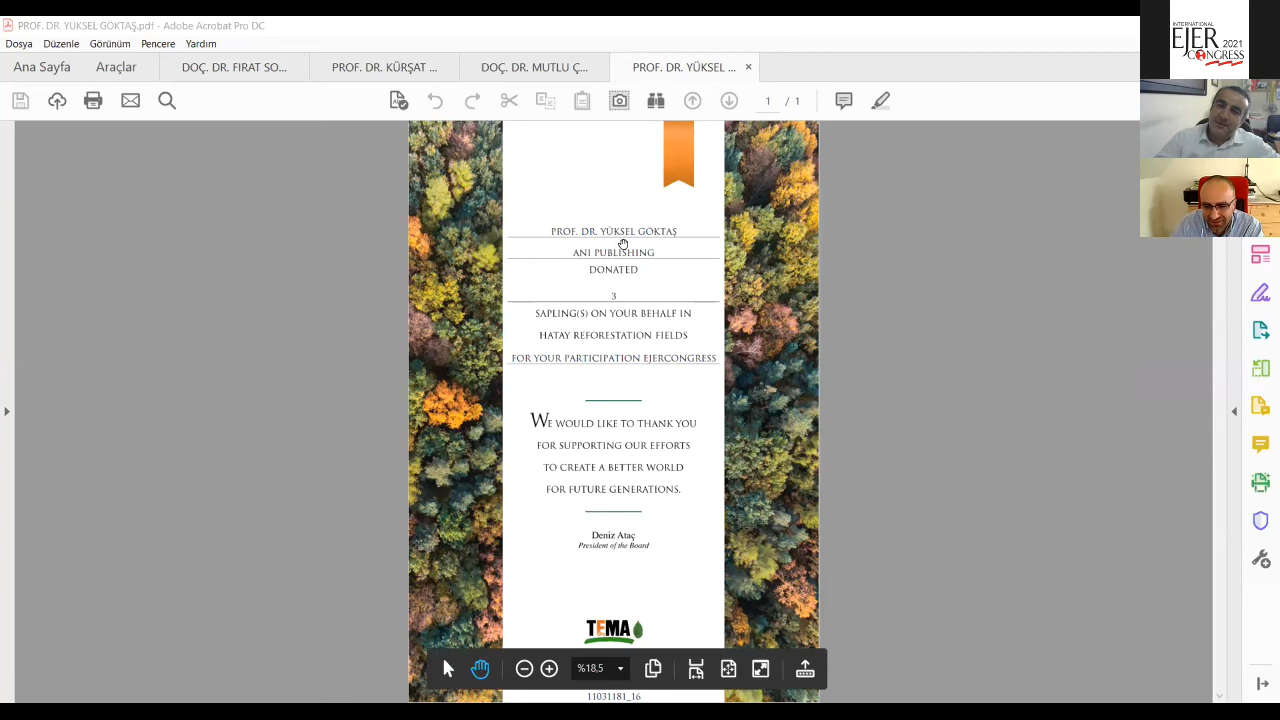 PROF. DR. YÜKSEL GÖKTAŞ.pdf - Adobe Acrobat Pro DC
Dosya Düzenle Görünüm Pencere Yardım
Ana Sayfa Araçlar DOÇ. DR. FIRAT SO... PROF. DR. KÜRŞAT ... DOÇ. DR. MUTLU Ç... PROF. DR. YÜKSEL ... ×
1 / 1
INTERNATIONAL
EJER 2021
CONGRESS
PROF. DR. YÜKSEL GÖKTAŞ
ANI PUBLISHING
DONATED
3
SAPLING(S) ON YOUR BEHALF IN
HATAY REFORESTATION FIELDS
FOR YOUR PARTICIPATION EJERCONGRESS
WE WOULD LIKE TO THANK YOU
FOR SUPPORTING OUR EFFORTS
TO CREATE A BETTER WORLD
FOR FUTURE GENERATIONS.
Deniz Ataç
President of the Board
TEMA
%18,5
11031181_16